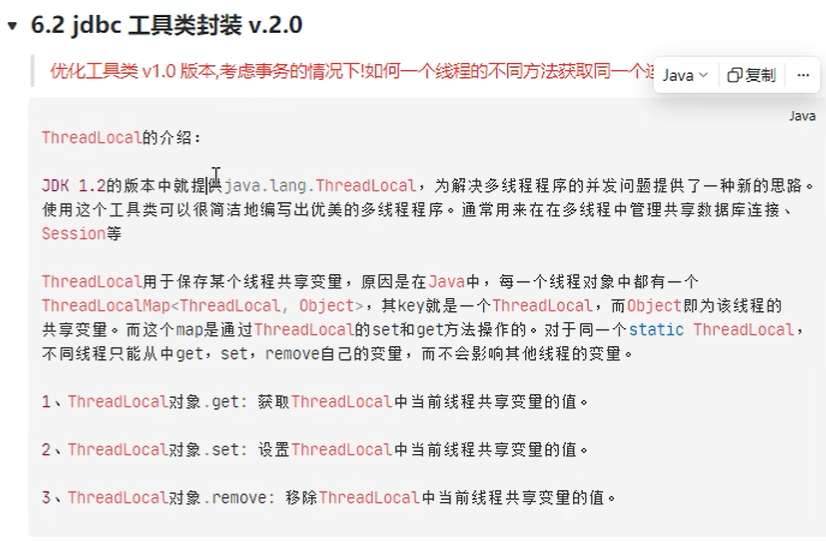 6.2 jdbc 工具类封装 v.2.0
优化工具类 v1.0 版本,考虑事务的情况下!如何一个线程的不同方法获取同一个
Java
复制
Java
ThreadLocal的介绍：
JDK 1.2的版本中就提供java.lang.ThreadLocal，为解决多线程程序的并发问题提供了一种新的思路。
使用这个工具类可以很简洁地编写出优美的多线程程序。通常用来在在多线程中管理共享数据库连接、
Session等
ThreadLocal用于保存某个线程共享变量，原因是在Java中，每一个线程对象中都有一个
ThreadLocalMap<ThreadLocal, Object>，其key就是一个ThreadLocal，而Object即为该线程的
共享变量。而这个map是通过ThreadLocal的set和get方法操作的。对于同一个static ThreadLocal，
不同线程只能从中get，set，remove自己的变量，而不会影响其他线程的变量。
1、ThreadLocal对象.get: 获取ThreadLocal中当前线程共享变量的值。
2、ThreadLocal对象.set: 设置ThreadLocal中当前线程共享变量的值。
3、ThreadLocal对象.remove: 移除ThreadLocal中当前线程共享变量的值。